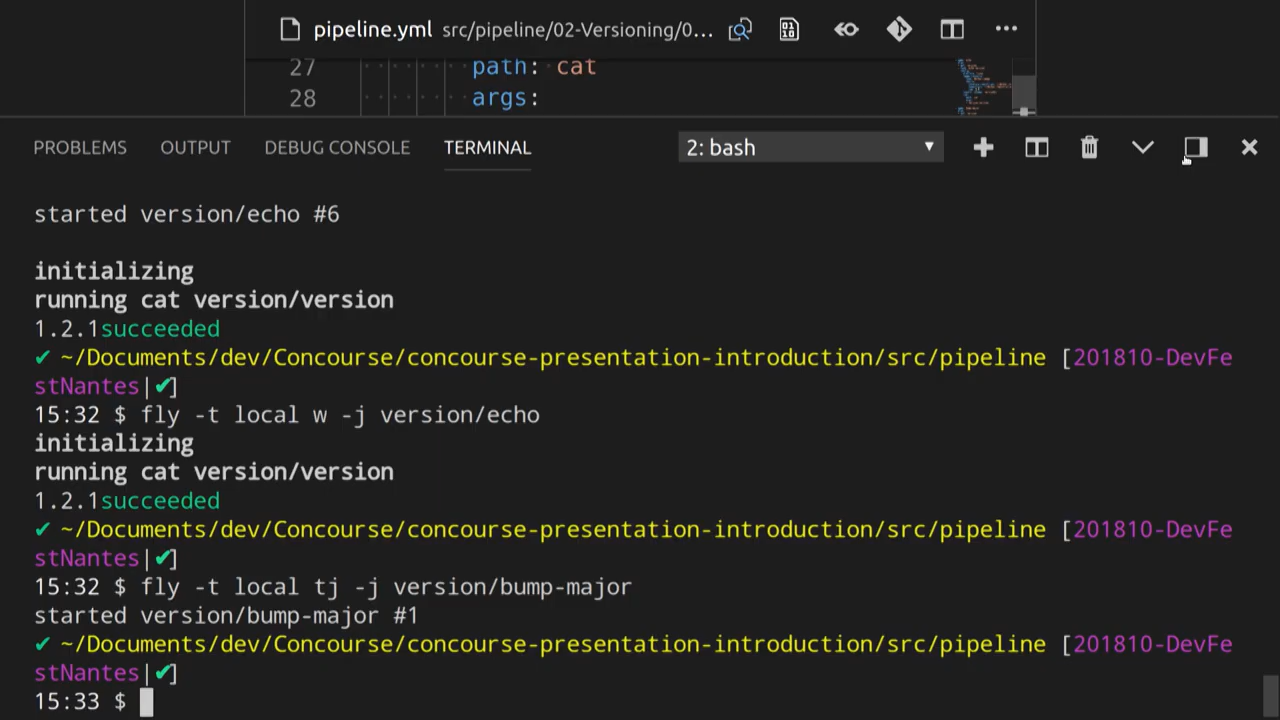 pipeline.yml src/pipeline/02-Versioning/0...
27 path: cat
28 args:
PROBLEMS OUTPUT DEBUG CONSOLE TERMINAL 2: bash
started version/echo #6
initializing
running cat version/version
1.2.1succeeded
✔ ~/Documents/dev/Concourse/concourse-presentation-introduction/src/pipeline [201810-DevFe
stNantes|✔]
15:32 $ fly -t local w -j version/echo
initializing
running cat version/version
1.2.1succeeded
✔ ~/Documents/dev/Concourse/concourse-presentation-introduction/src/pipeline [201810-DevFe
stNantes|✔]
15:32 $ fly -t local tj -j version/bump-major
started version/bump-major #1
✔ ~/Documents/dev/Concourse/concourse-presentation-introduction/src/pipeline [201810-DevFe
stNantes|✔]
15:33 $